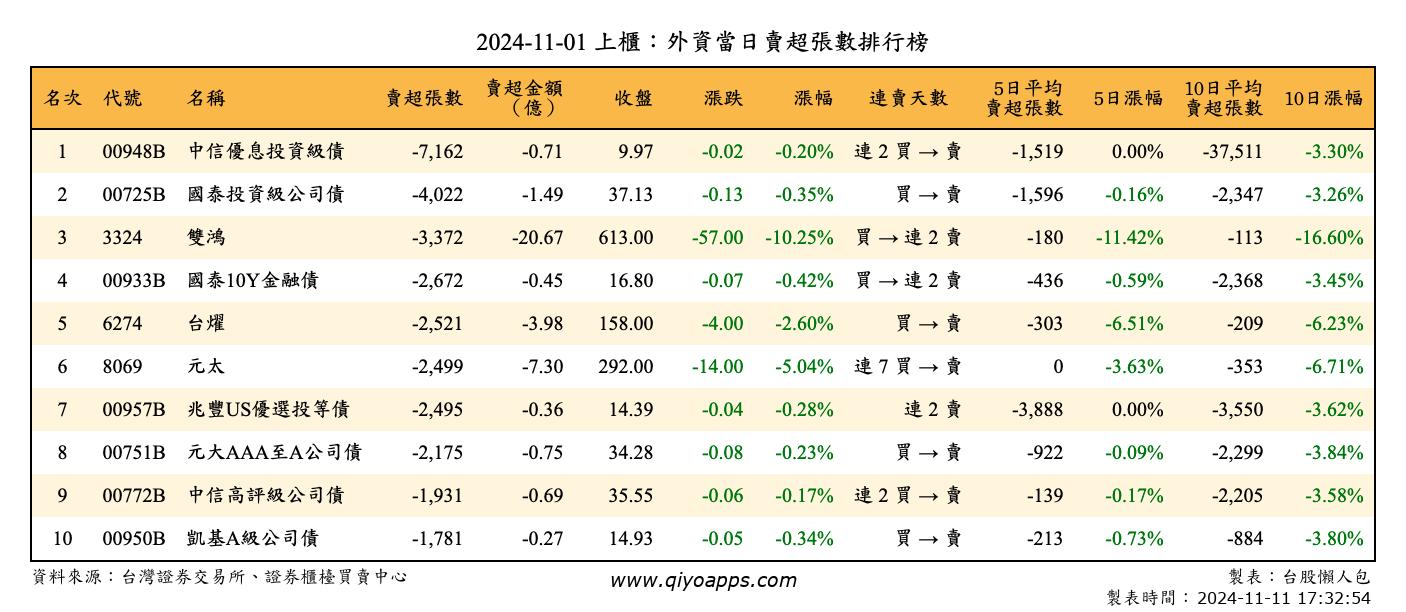 2024-11-01 上櫃：外資當日賣超張數排行榜
名次 代號 名稱 賣超張數 賣超金額（億） 收盤 漲跌 漲幅 連賣天數 5日平均賣超張數 5日漲幅 10日平均賣超張數 10日漲幅
1 00948B 中信優息投資級債 -7,162 -0.71 9.97 -0.02 -0.20% 連 2 買 → 賣 -1,519 0.00% -37,511 -3.30%
2 00725B 國泰投資級公司債 -4,022 -1.49 37.13 -0.13 -0.35% 買 → 賣 -1,596 -0.16% -2,347 -3.26%
3 3324 雙鴻 -3,372 -20.67 613.00 -57.00 -10.25% 買 → 連 2 賣 -180 -11.42% -113 -16.60%
4 00933B 國泰10Y金融債 -2,672 -0.45 16.80 -0.07 -0.42% 買 → 連 2 賣 -436 -0.59% -2,368 -3.45%
5 6274 台燿 -2,521 -3.98 158.00 -4.00 -2.60% 買 → 賣 -303 -6.51% -209 -6.23%
6 8069 元太 -2,499 -7.30 292.00 -14.00 -5.04% 連 7 買 → 賣 0 -3.63% -353 -6.71%
7 00957B 兆豐US優選投等債 -2,495 -0.36 14.39 -0.04 -0.28% 連 2 賣 -3,888 0.00% -3,550 -3.62%
8 00751B 元大AAA至A公司債 -2,175 -0.75 34.28 -0.08 -0.23% 買 → 賣 -922 -0.09% -2,299 -3.84%
9 00772B 中信高評級公司債 -1,931 -0.69 35.55 -0.06 -0.17% 連 2 買 → 賣 -139 -0.17% -2,205 -3.58%
10 00950B 凱基A級公司債 -1,781 -0.27 14.93 -0.05 -0.34% 買 → 賣 -213 -0.73% -884 -3.80%
資料來源：台灣證券交易所、證券櫃檯買賣中心 www.qiyoapps.com 製表：台股懶人包
製表時間：2024-11-11 17:32:54